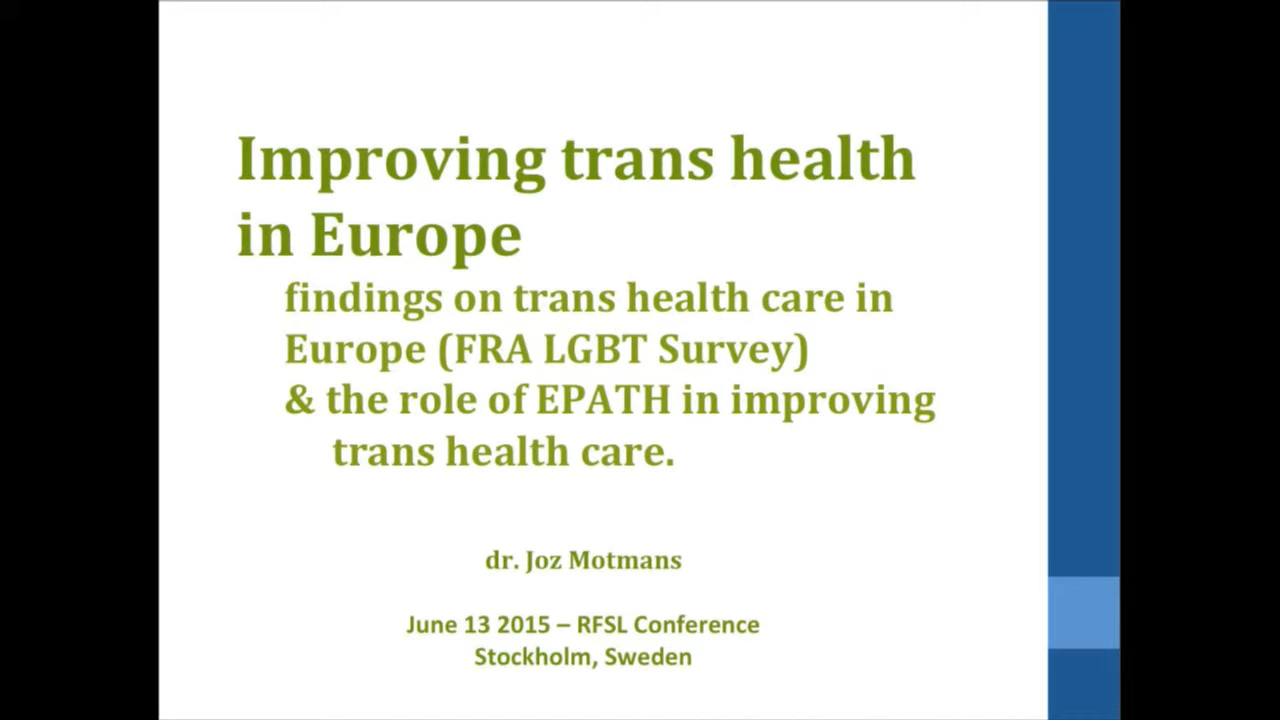 Improving trans health
in Europe
findings on trans health care in
Europe (FRA LGBT Survey)
& the role of EPATH in improving
trans health care.
dr. Joz Motmans
June 13 2015 – RFSL Conference
Stockholm, Sweden